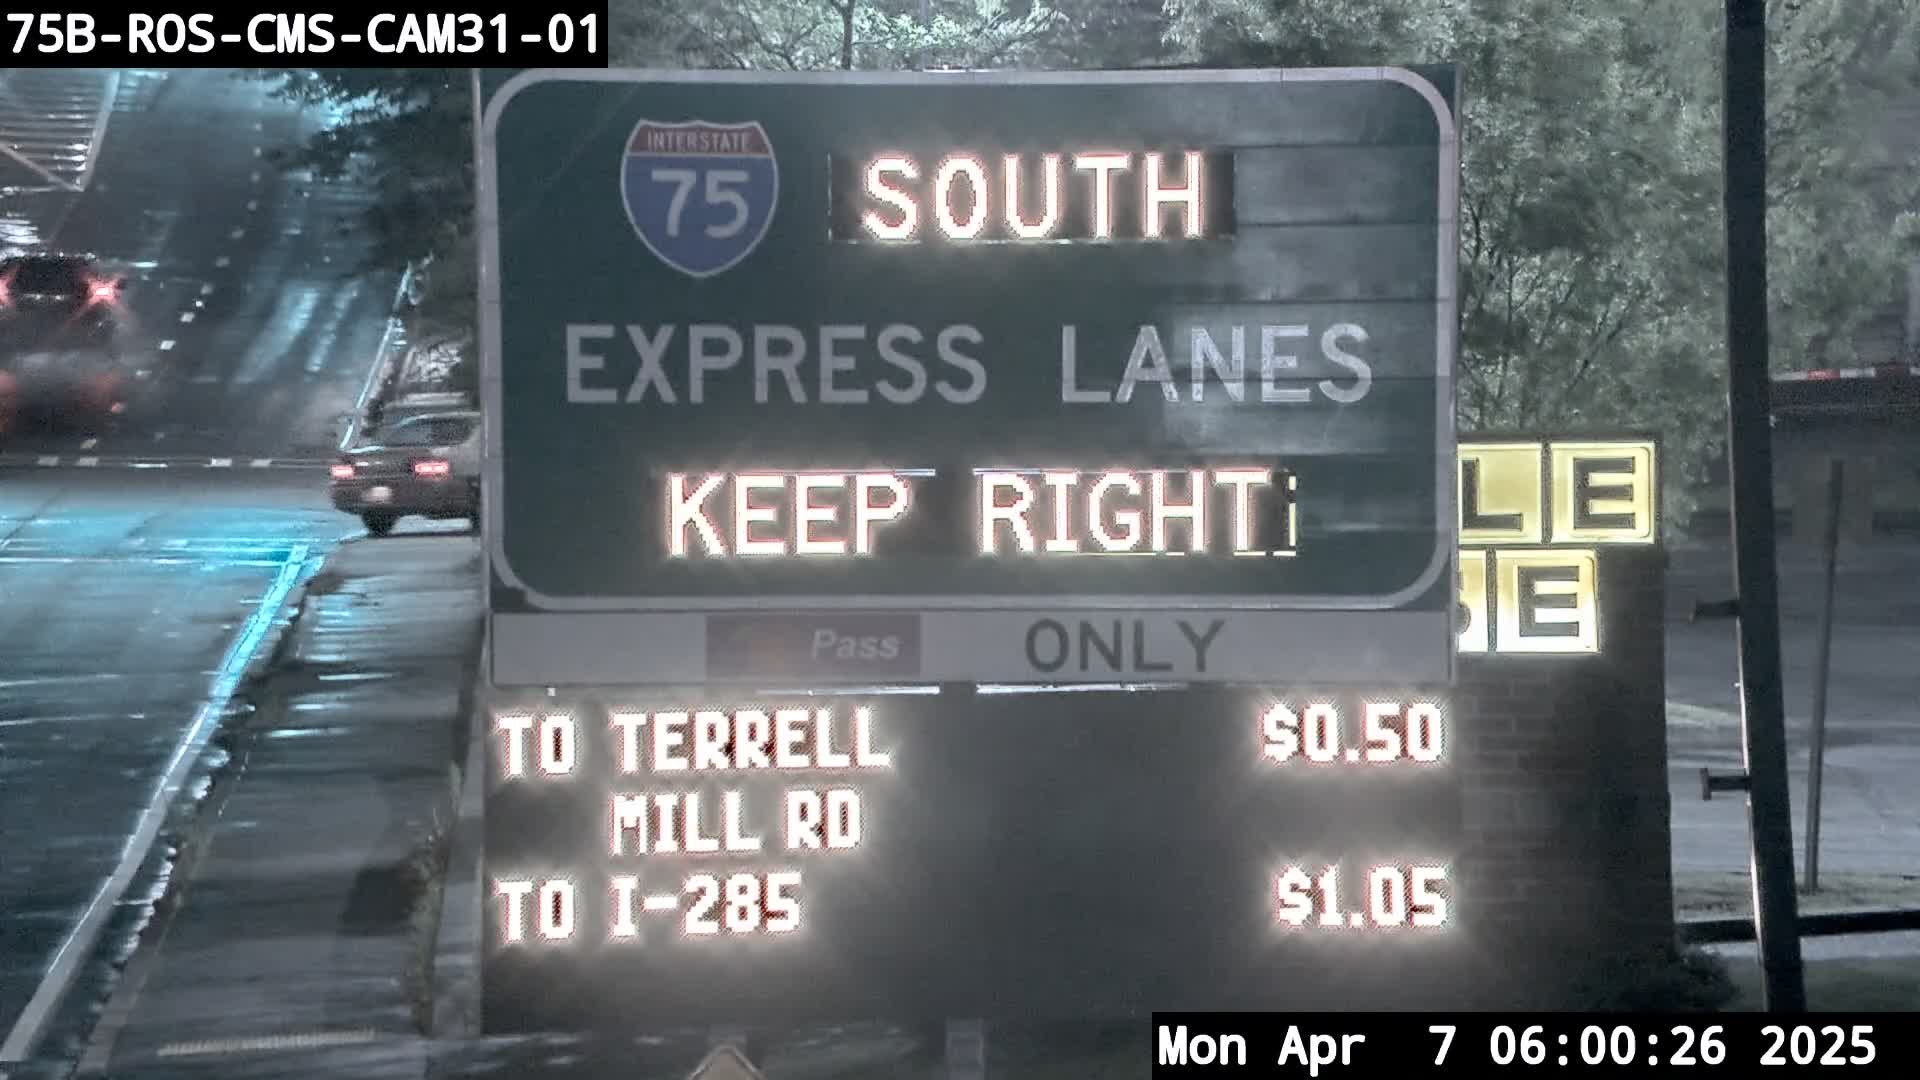 75B-ROS-CMS-CAM31-01
INTERSTATE
75
SOUTH
EXPRESS LANES
KEEP RIGHT
Pass ONLY
LE
E
TO TERRELL $0.50
MILL RD
TO I-285 $1.05
Mon Apr 7 06:00:26 2025